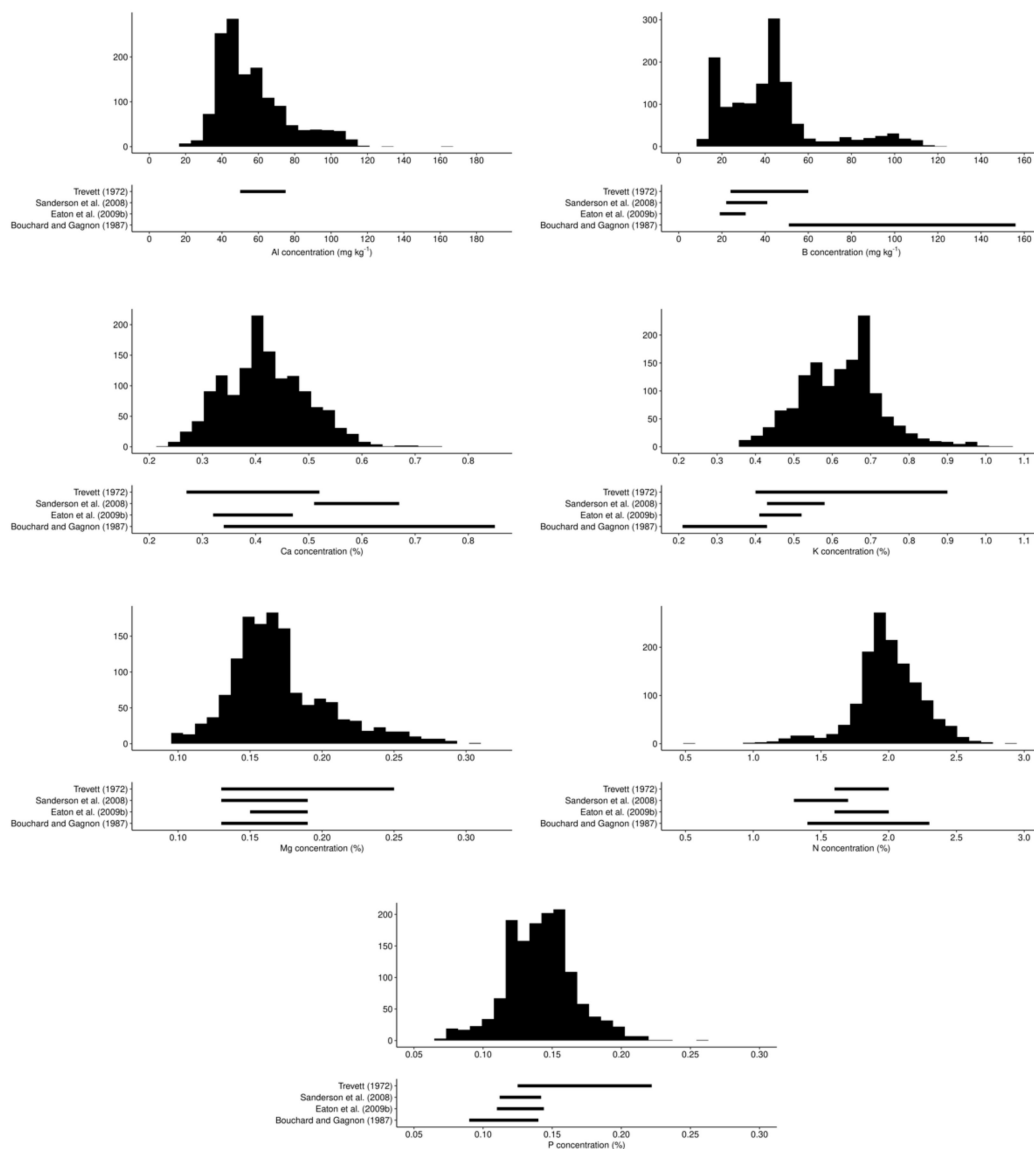 200
100
0
0 20 40 60 80 100 120 140 160 180
Trevett (1972)
Sanderson et al. (2008)
Eaton et al. (2009b)
Bouchard and Gagnon (1987)
0 20 40 60 80 100 120 140 160 180
Al concentration (mg kg⁻¹)
300
200
100
0
0 20 40 60 80 100 120 140 160
Trevett (1972)
Sanderson et al. (2008)
Eaton et al. (2009b)
Bouchard and Gagnon (1987)
0 20 40 60 80 100 120 140 160
B concentration (mg kg⁻¹)
200
150
100
50
0
0.2 0.3 0.4 0.5 0.6 0.7 0.8
Trevett (1972)
Sanderson et al. (2008)
Eaton et al. (2009b)
Bouchard and Gagnon (1987)
0.2 0.3 0.4 0.5 0.6 0.7 0.8
Ca concentration (%)
200
150
100
50
0
0.2 0.3 0.4 0.5 0.6 0.7 0.8 0.9 1.0 1.1
Trevett (1972)
Sanderson et al. (2008)
Eaton et al. (2009b)
Bouchard and Gagnon (1987)
0.2 0.3 0.4 0.5 0.6 0.7 0.8 0.9 1.0 1.1
K concentration (%)
150
100
50
0
0.10 0.15 0.20 0.25 0.30
Trevett (1972)
Sanderson et al. (2008)
Eaton et al. (2009b)
Bouchard and Gagnon (1987)
0.10 0.15 0.20 0.25 0.30
Mg concentration (%)
200
100
0
0.5 1.0 1.5 2.0 2.5 3.0
Trevett (1972)
Sanderson et al. (2008)
Eaton et al. (2009b)
Bouchard and Gagnon (1987)
0.5 1.0 1.5 2.0 2.5 3.0
N concentration (%)
200
150
100
50
0
0.05 0.10 0.15 0.20 0.25 0.30
Trevett (1972)
Sanderson et al. (2008)
Eaton et al. (2009b)
Bouchard and Gagnon (1987)
0.05 0.10 0.15 0.20 0.25 0.30
P concentration (%)